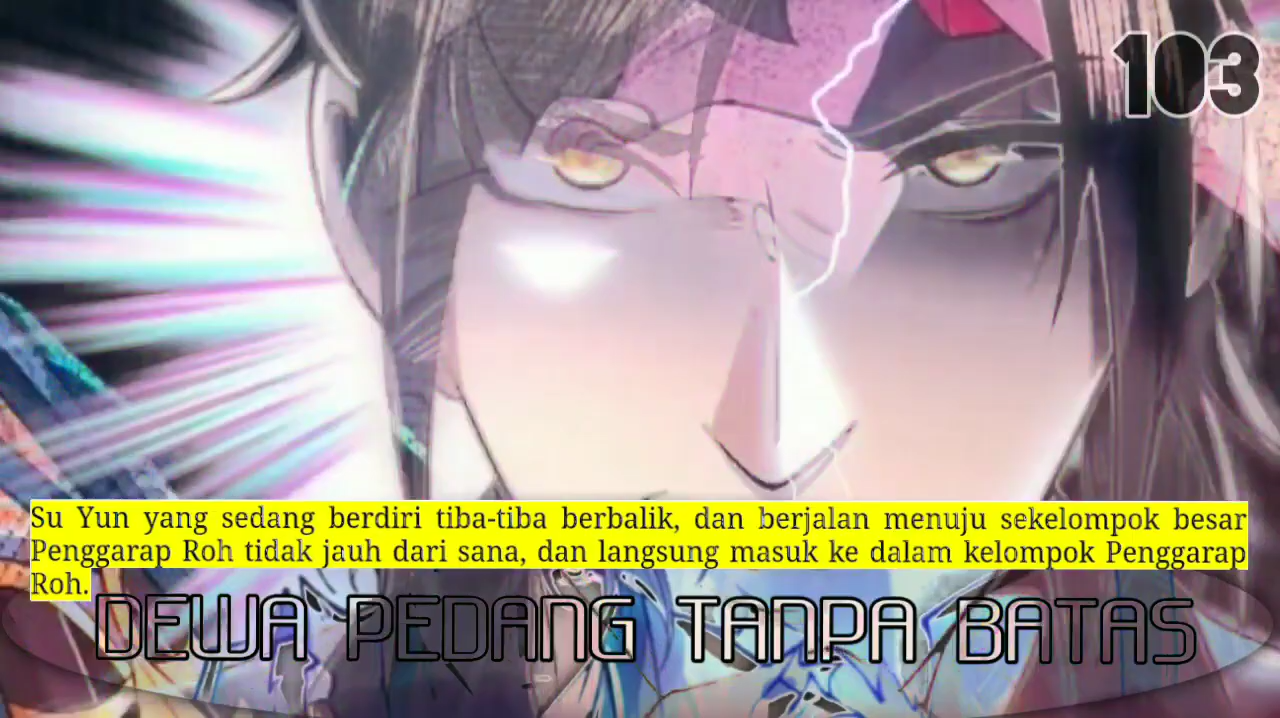 103
Su Yun yang sedang berdiri tiba-tiba berbalik, dan berjalan menuju sekelompok besar
Penggarap Roh tidak jauh dari sana, dan langsung masuk ke dalam kelompok Penggarap
Roh.
DEWA PEDANG TANPA BATAS